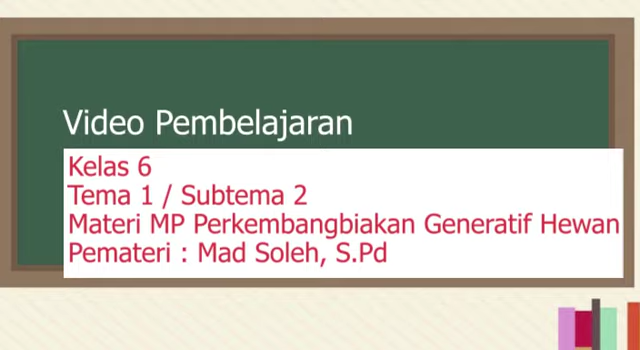 Video Pembelajaran
Kelas 6
Tema 1 / Subtema 2
Materi MP Perkembangbiakan Generatif Hewan
Pemateri : Mad Soleh, S.Pd